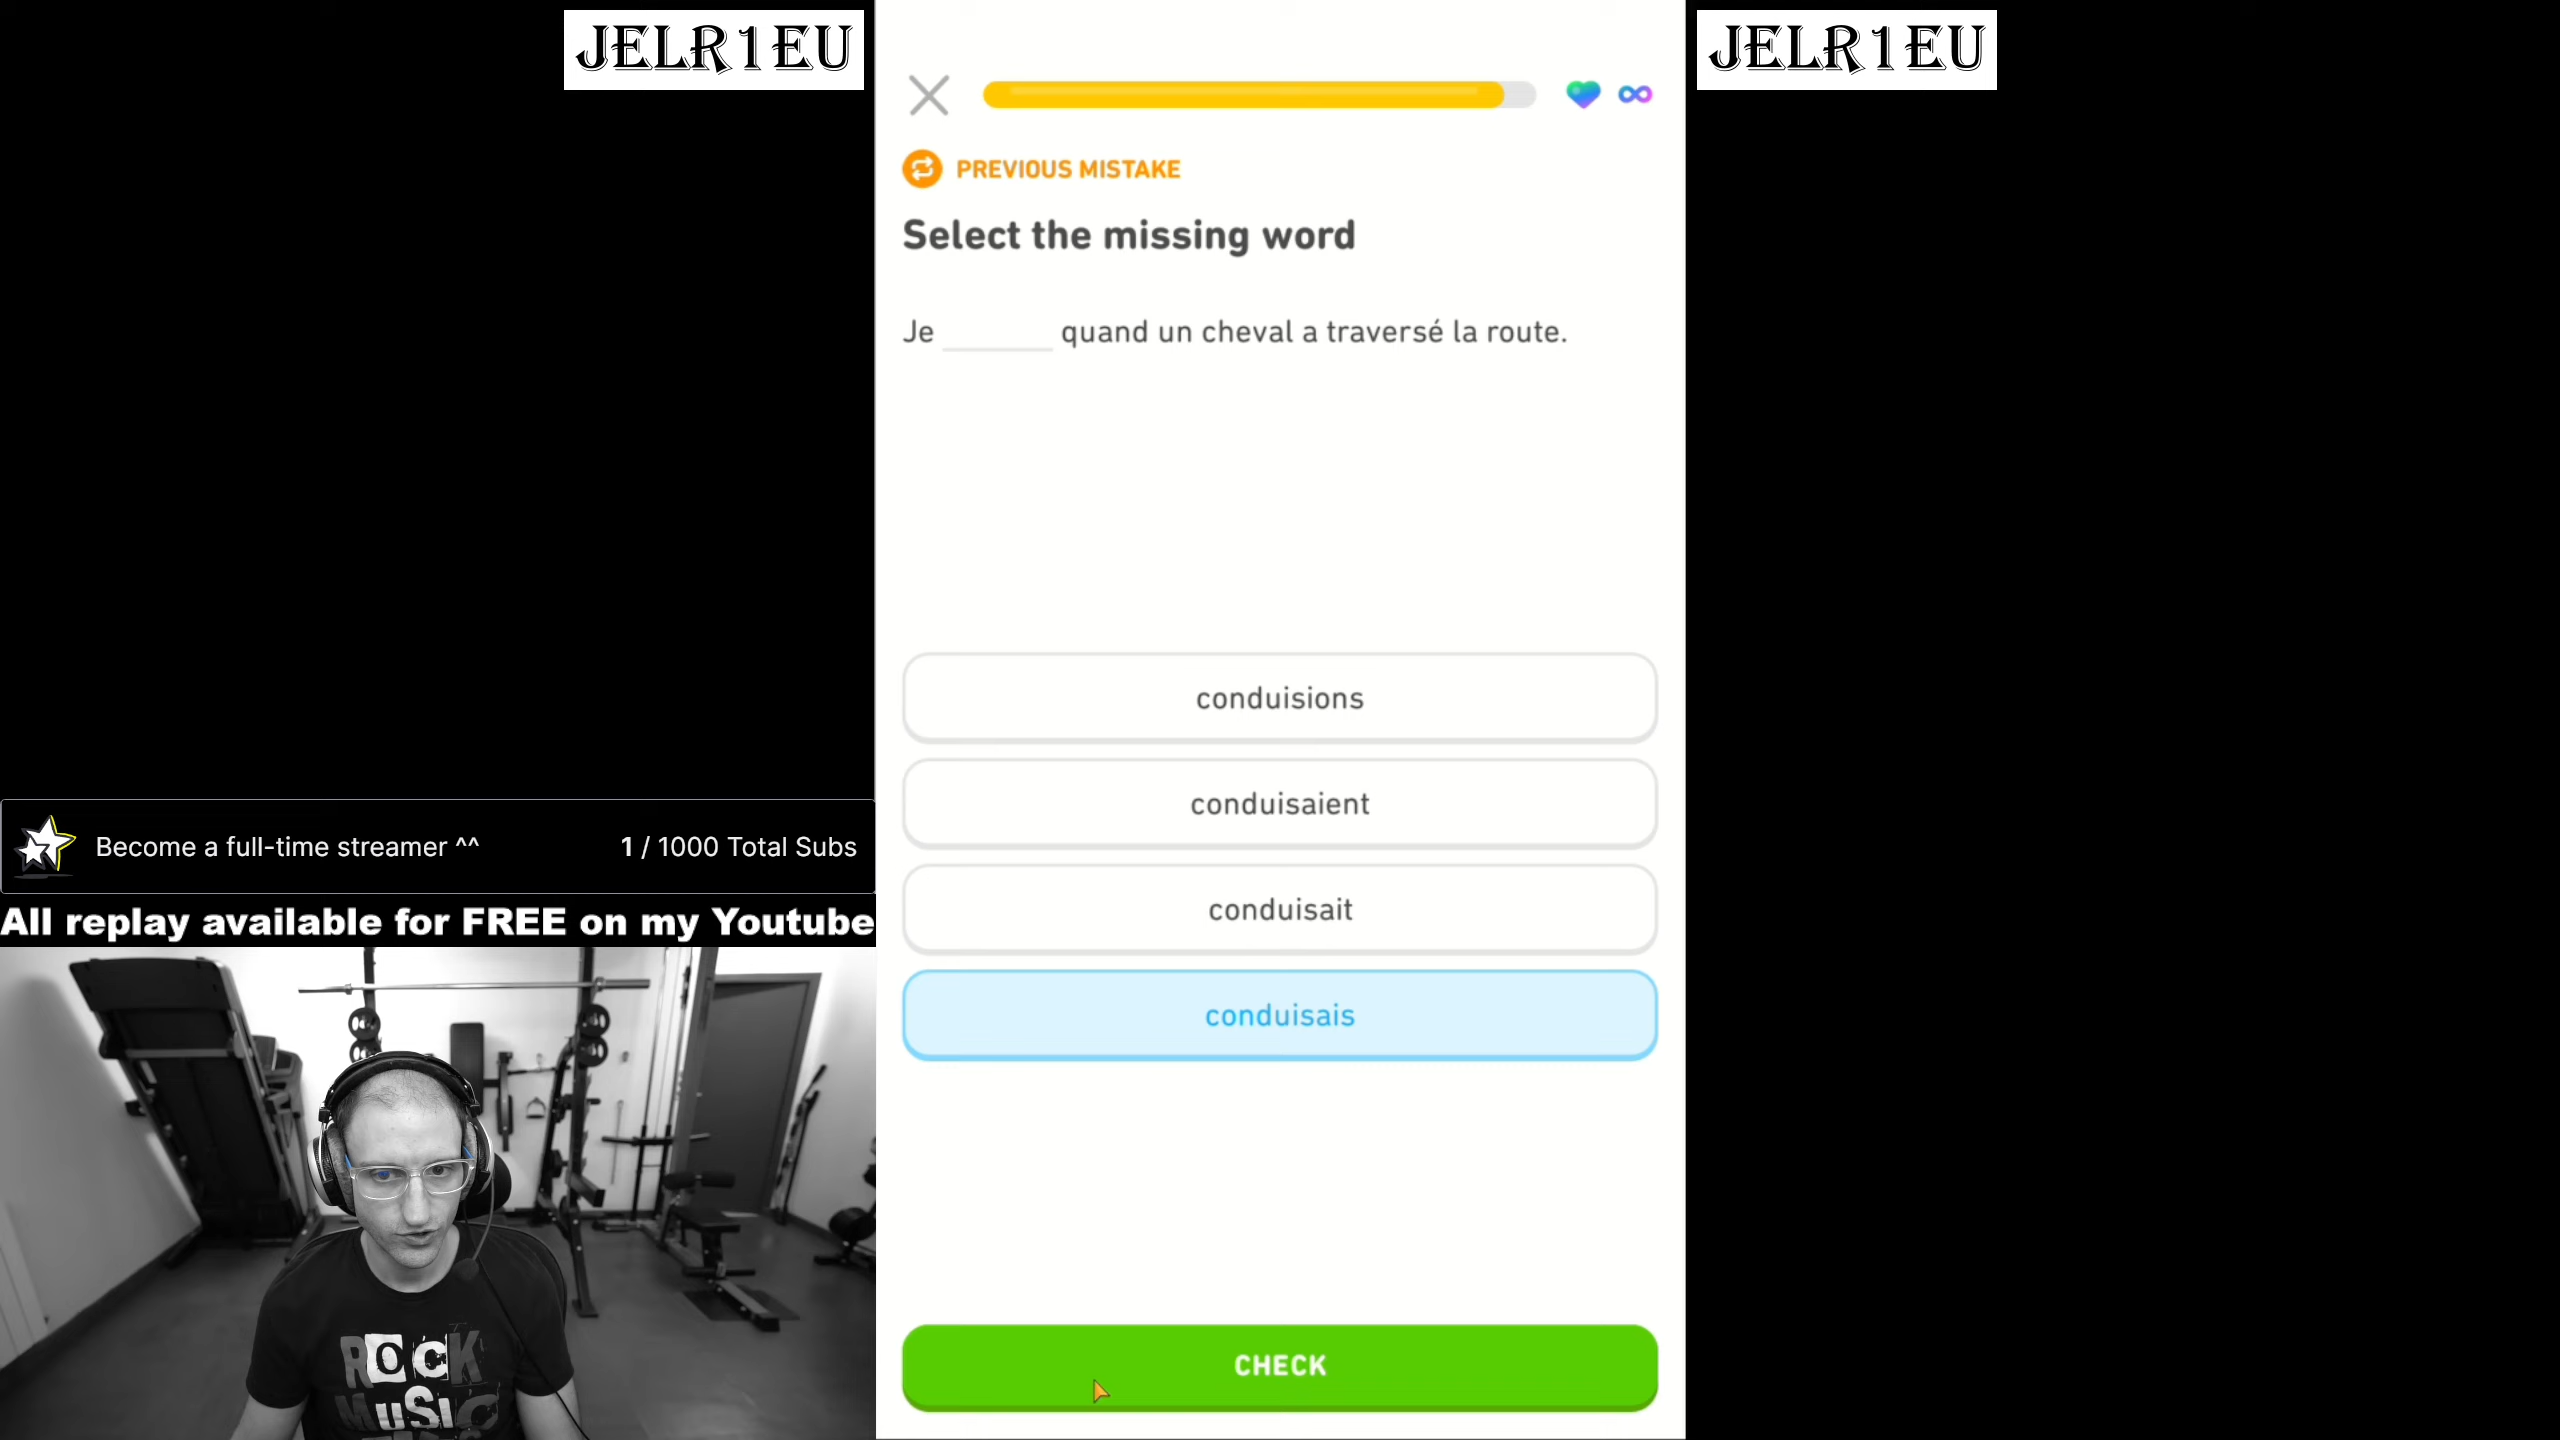 JELR1EU
JELR1EU
PREVIOUS MISTAKE
Select the missing word
Je ______ quand un cheval a traversé la route.
conduisions
conduisaient
conduisait
conduisais
CHECK
Become a full-time streamer ^^ 1 / 1000 Total Subs
All replay available for FREE on my Youtube
ROCK
MUSIC